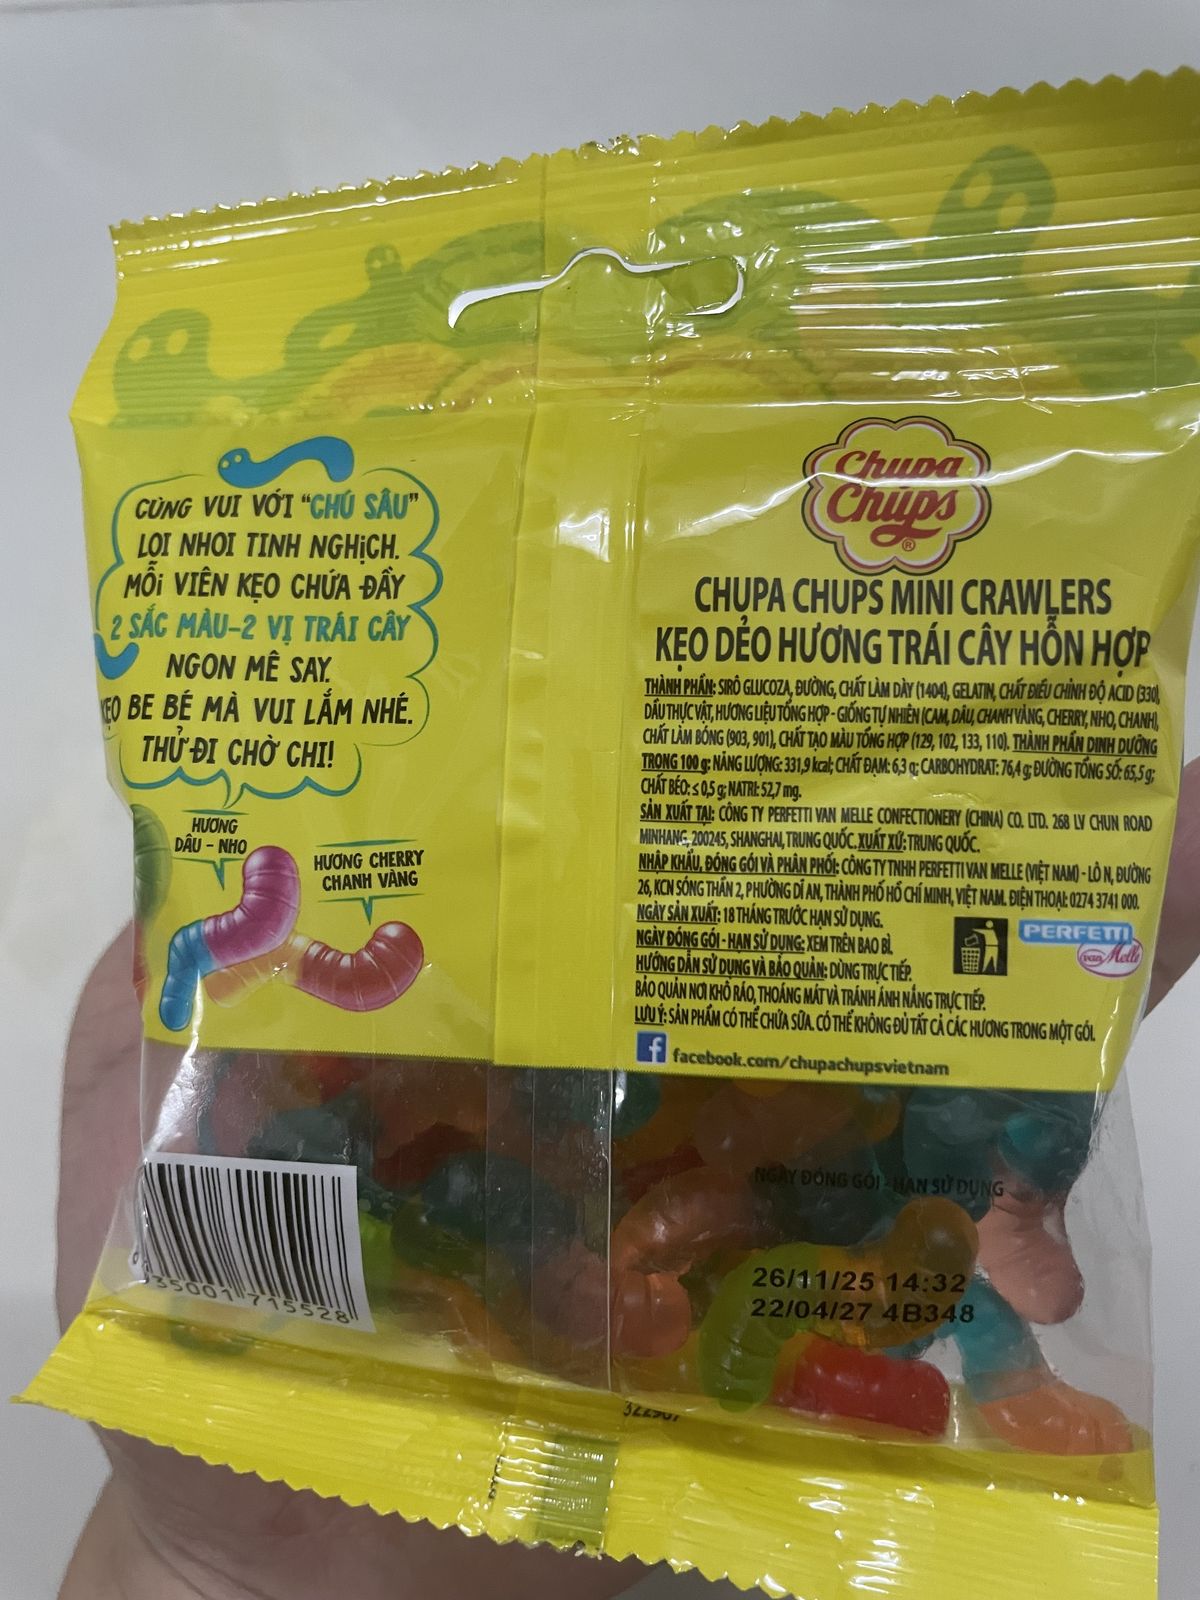 CÙNG VUI VỚI "CHÚ SÂU"
LOI NHOI TINH NGHỊCH.
MỖI VIÊN KẸO CHỨA ĐẦY
2 SẮC MÀU-2 VỊ TRÁI CÂY
NGON MÊ SAY.
KẸO BE BÉ MÀ VUI LẮM NHÉ.
THỬ ĐI CHỜ CHI!
HƯƠNG
DÂU - NHO
HƯƠNG CHERRY
CHANH VÀNG
Chupa
Chups
®
CHUPA CHUPS MINI CRAWLERS
KẸO DẺO HƯƠNG TRÁI CÂY HỖN HỢP
THÀNH PHẦN: SIRÔ GLUCOZA, ĐƯỜNG, CHẤT LÀM DÀY (1404), GELATIN, CHẤT ĐIỀU CHỈNH ĐỘ ACID (330),
DẦU THỰC VẬT, HƯƠNG LIỆU TỔNG HỢP - GIỐNG TỰ NHIÊN (CAM, DÂU, CHANH VÀNG, CHERRY, NHO, CHANH),
CHẤT LÀM BÓNG (903, 901), CHẤT TẠO MÀU TỔNG HỢP (129, 102, 133, 110). THÀNH PHẦN DINH DƯỠNG
TRONG 100 g: NĂNG LƯỢNG: 331,9 kcal; CHẤT ĐẠM: 6,3 g; CARBOHYDRAT: 76,4 g; ĐƯỜNG TỔNG SỐ: 65,5 g;
CHẤT BÉO: ≤ 0,5 g; NATRI: 52,7 mg.
SẢN XUẤT TẠI: CÔNG TY PERFETTI VAN MELLE CONFECTIONERY (CHINA) CO. LTD. 268 LV CHUN ROAD
MINHANG, 200245, SHANGHAI, TRUNG QUỐC. XUẤT XỨ: TRUNG QUỐC.
NHẬP KHẨU, ĐÓNG GÓI VÀ PHÂN PHỐI: CÔNG TY TNHH PERFETTI VAN MELLE (VIỆT NAM) - LÔ N, ĐƯỜNG
26, KCN SÓNG THẦN 2, PHƯỜNG DĨ AN, THÀNH PHỐ HỒ CHÍ MINH, VIỆT NAM. ĐIỆN THOẠI: 0274 3741 000.
NGÀY SẢN XUẤT: 18 THÁNG TRƯỚC HẠN SỬ DỤNG.
NGÀY ĐÓNG GÓI - HẠN SỬ DỤNG: XEM TRÊN BAO BÌ.
HƯỚNG DẪN SỬ DỤNG VÀ BẢO QUẢN: DÙNG TRỰC TIẾP.
BẢO QUẢN NƠI KHÔ RÁO, THOÁNG MÁT VÀ TRÁNH ÁNH NẮNG TRỰC TIẾP.
LƯU Ý: SẢN PHẨM CÓ THỂ CHỨA SỮA. CÓ THỂ KHÔNG ĐỦ TẤT CẢ CÁC HƯƠNG TRONG MỘT GÓI.
PERFETTI
van Melle
facebook.com/chupachupsvietnam
NGÀY ĐÓNG GÓI - HẠN SỬ DỤNG
26/11/25 14:32
22/04/27 4B348
35001 715528